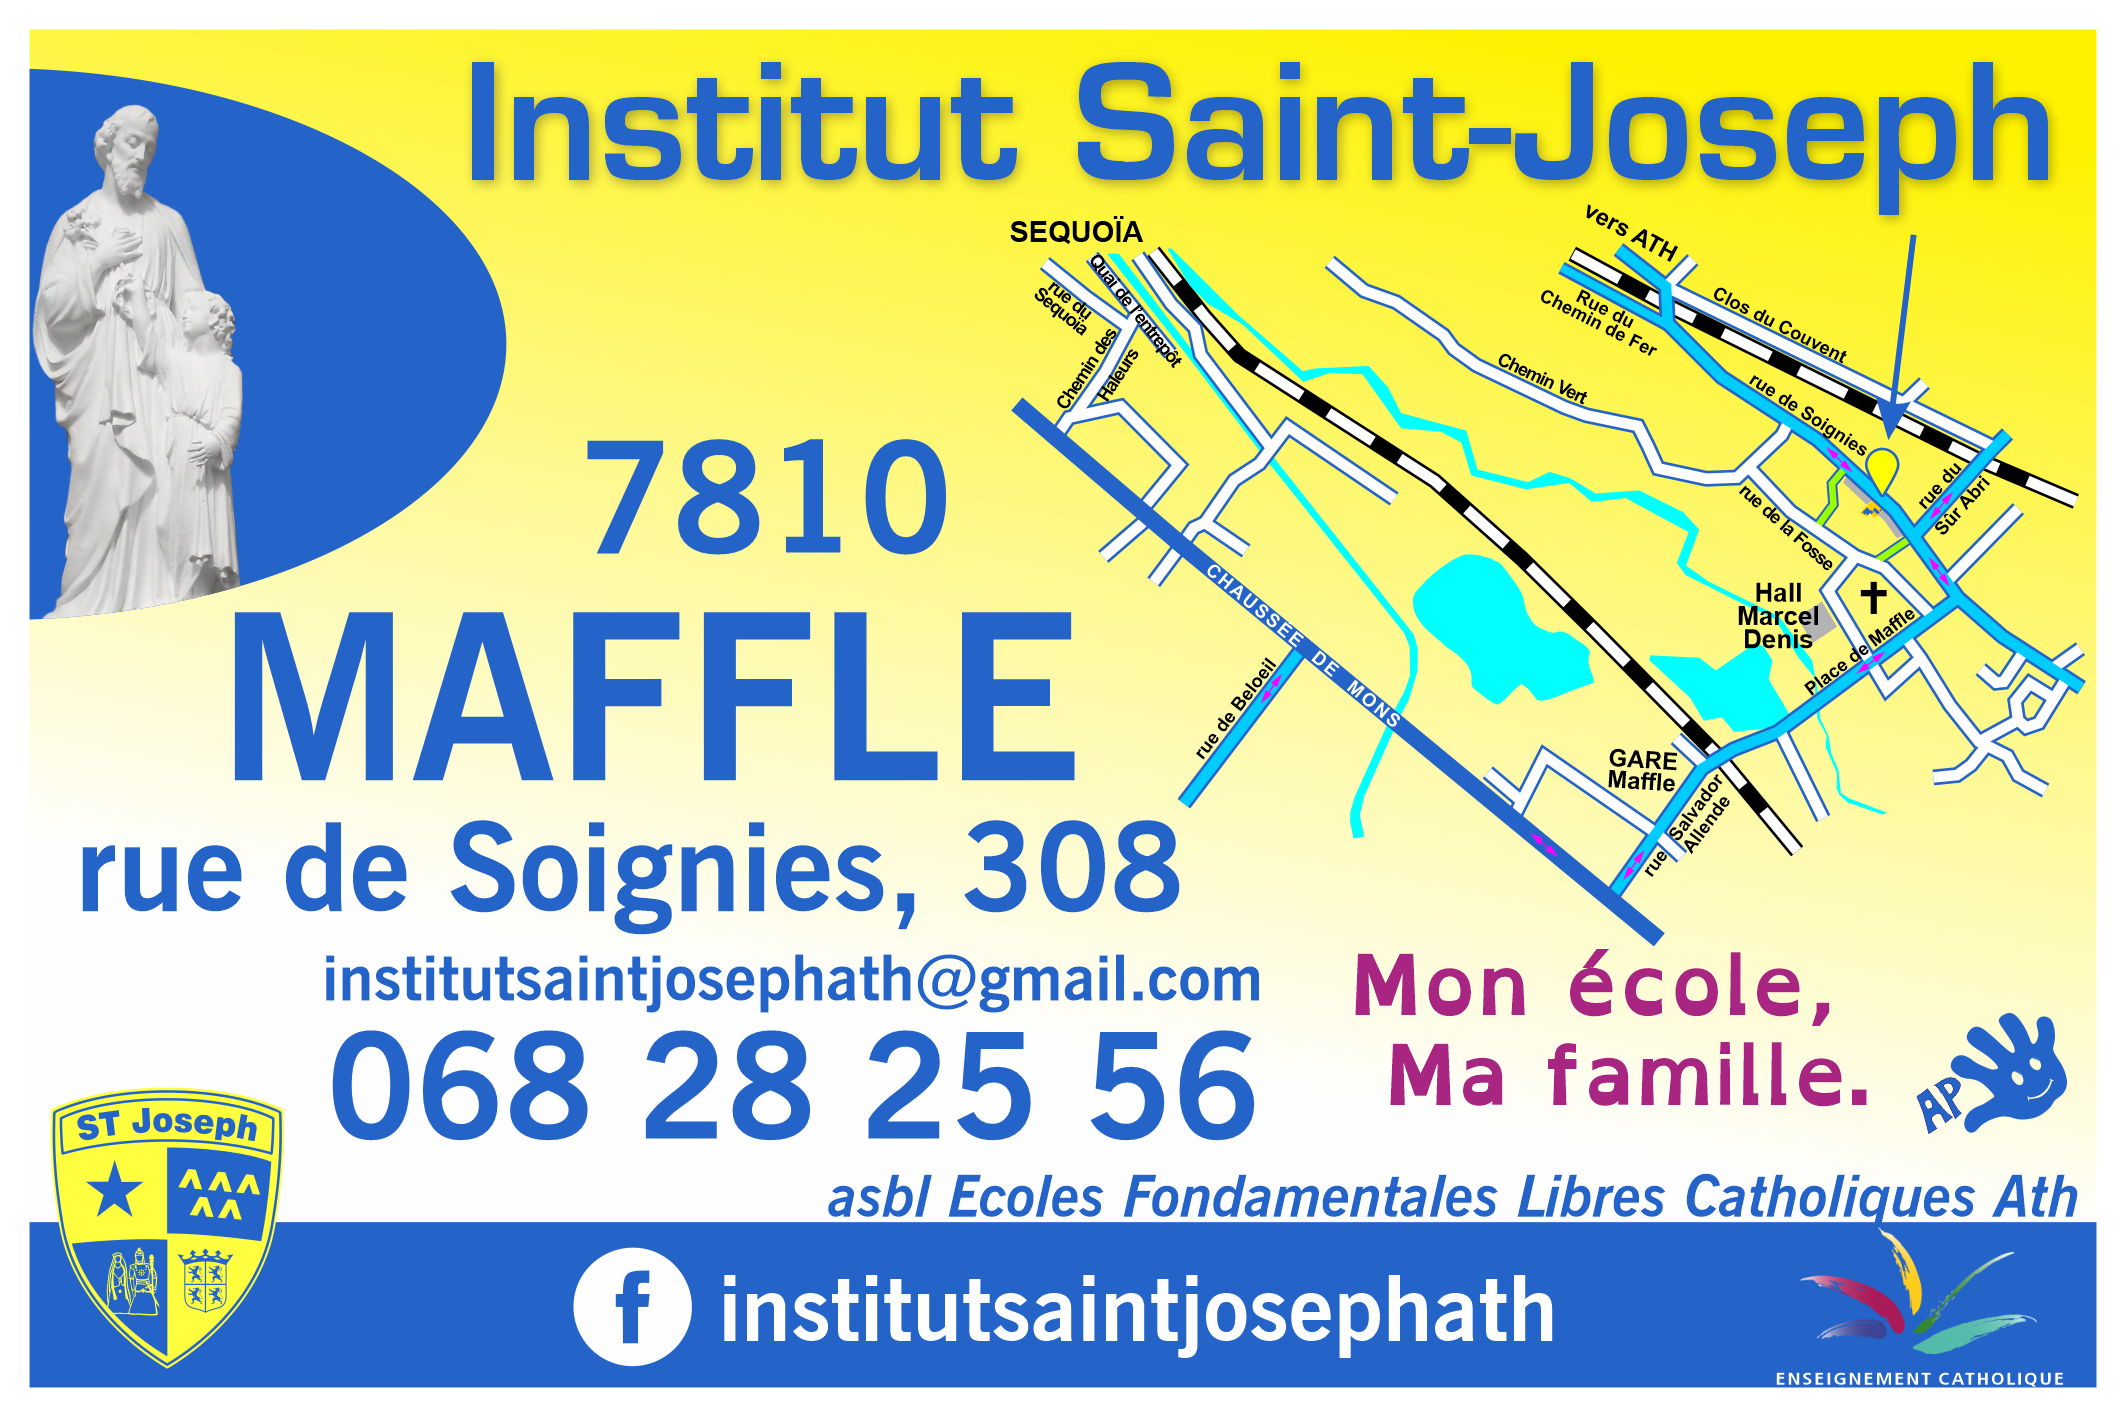 Institut Saint-Joseph
SEQUOÏA
vers ATH
Quai de l'entrepôt
rue du
Sequoïa
Chemin des
Haleurs
Clos du Couvent
Rue du
Chemin de Fer
Chemin Vert
rue de Soignies
rue du
Sûr Abri
rue de la Fosse
Hall
Marcel
Denis
Place de Maffle
CHAUSSÉE DE MONS
rue de Beloeil
GARE
Maffle
rue Salvador
Allende
7810
MAFFLE
rue de Soignies, 308
institutsaintjosephath@gmail.com
068 28 25 56
Mon école,
Ma famille.
AP
ST Joseph
asbl Ecoles Fondamentales Libres Catholiques Ath
f institutsaintjosephath
ENSEIGNEMENT CATHOLIQUE